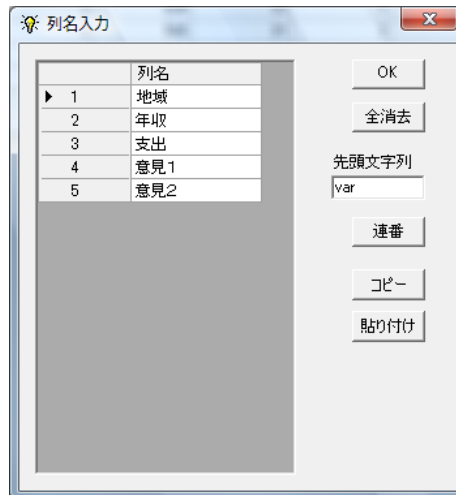 列名入力
列名
1 地域
2 年収
3 支出
4 意見1
5 意見2
OK
全消去
先頭文字列
var
連番
コピー
貼り付け